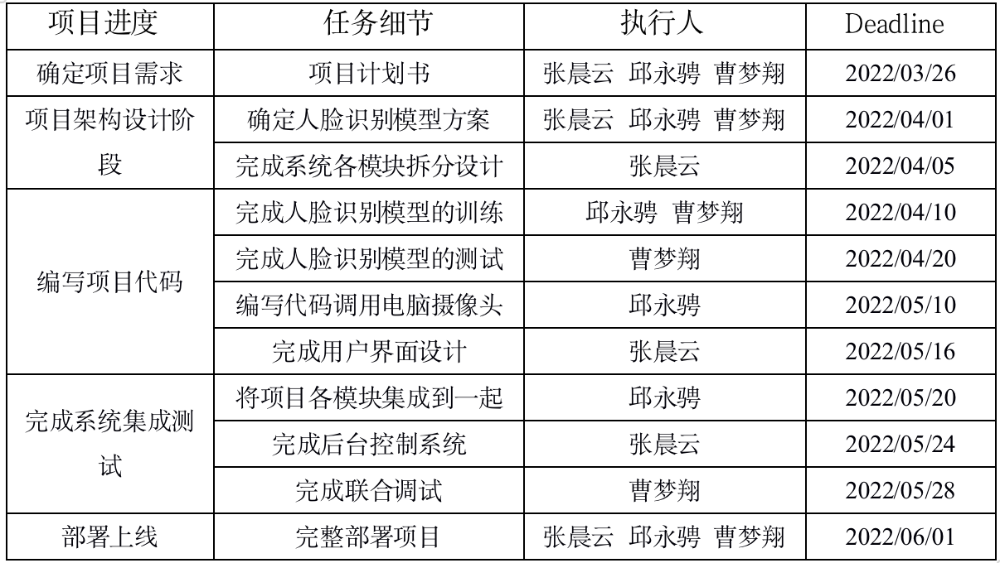 项目进度 任务细节 执行人 Deadline
确定项目需求 项目计划书 张晨云 邱永骋 曹梦翔 2022/03/26
项目架构设计阶
段
确定人脸识别模型方案 张晨云 邱永骋 曹梦翔 2022/04/01
完成系统各模块拆分设计 张晨云 2022/04/05
编写项目代码
完成人脸识别模型的训练 邱永骋 曹梦翔 2022/04/10
完成人脸识别模型的测试 曹梦翔 2022/04/20
编写代码调用电脑摄像头 邱永骋 2022/05/10
完成用户界面设计 张晨云 2022/05/16
完成系统集成测
试
将项目各模块集成到一起 邱永骋 2022/05/20
完成后台控制系统 张晨云 2022/05/24
完成联合调试 曹梦翔 2022/05/28
部署上线 完整部署项目 张晨云 邱永骋 曹梦翔 2022/06/01